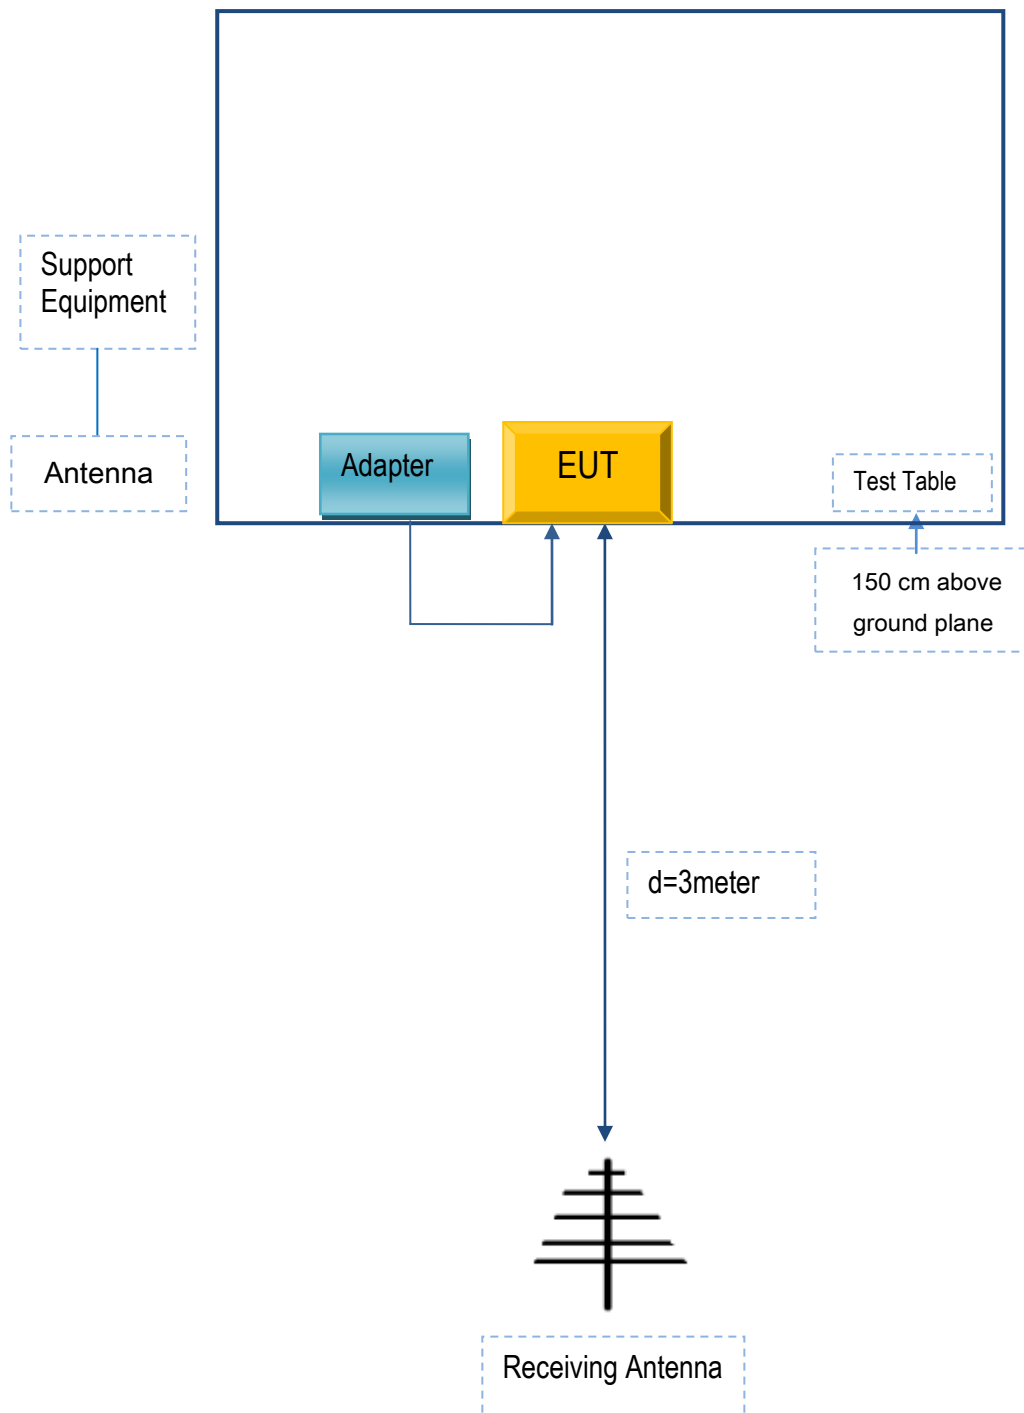 Support
Equipment
Antenna
Adapter
EUT
Test Table
150 cm above
ground plane
d=3meter
Receiving Antenna